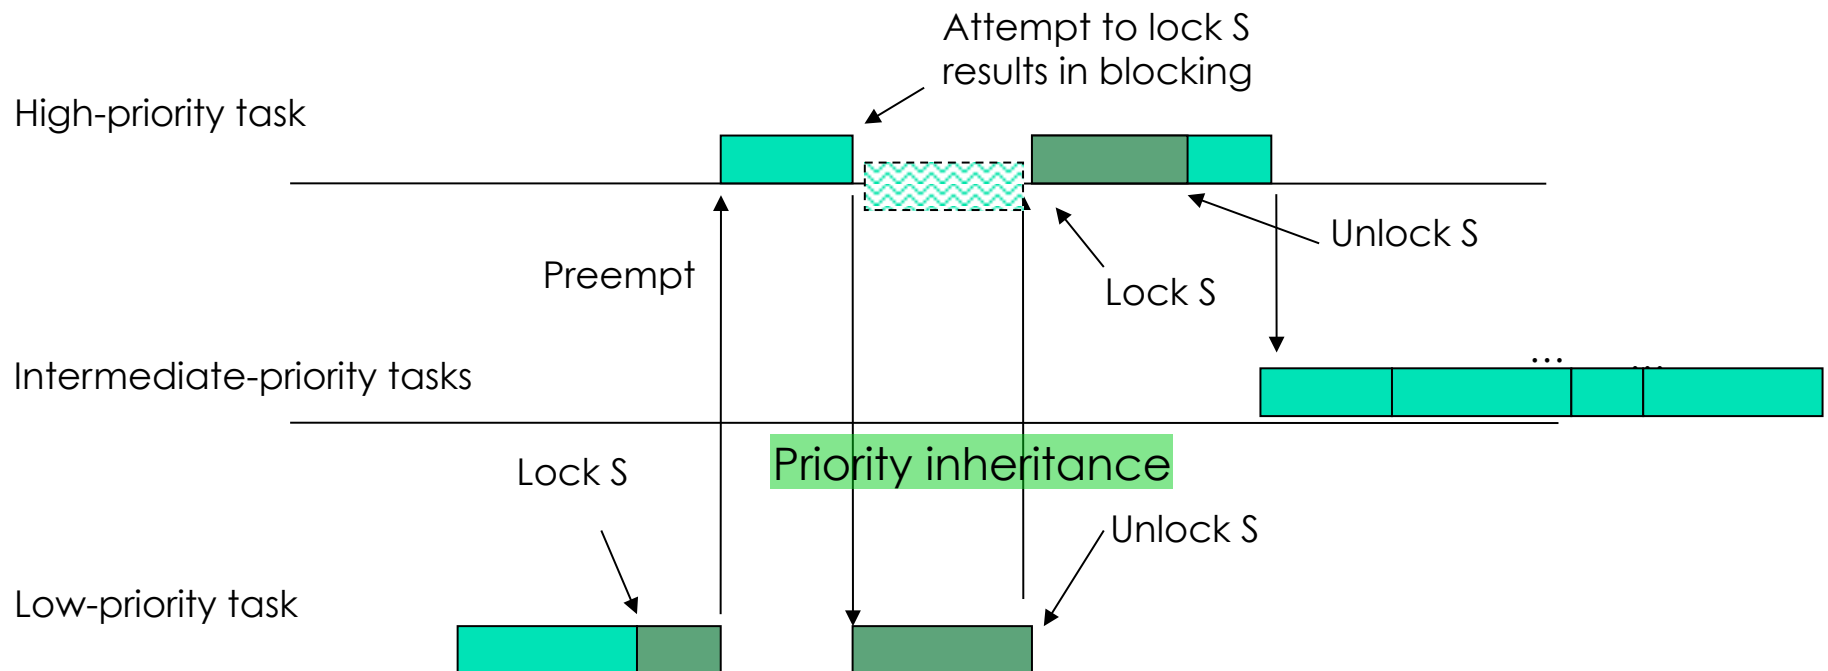 Attempt to lock S
results in blocking
High-priority task
Unlock S
Preempt
Lock S
Intermediate-priority tasks
...
...
Priority inheritance
Lock S
Unlock S
Low-priority task